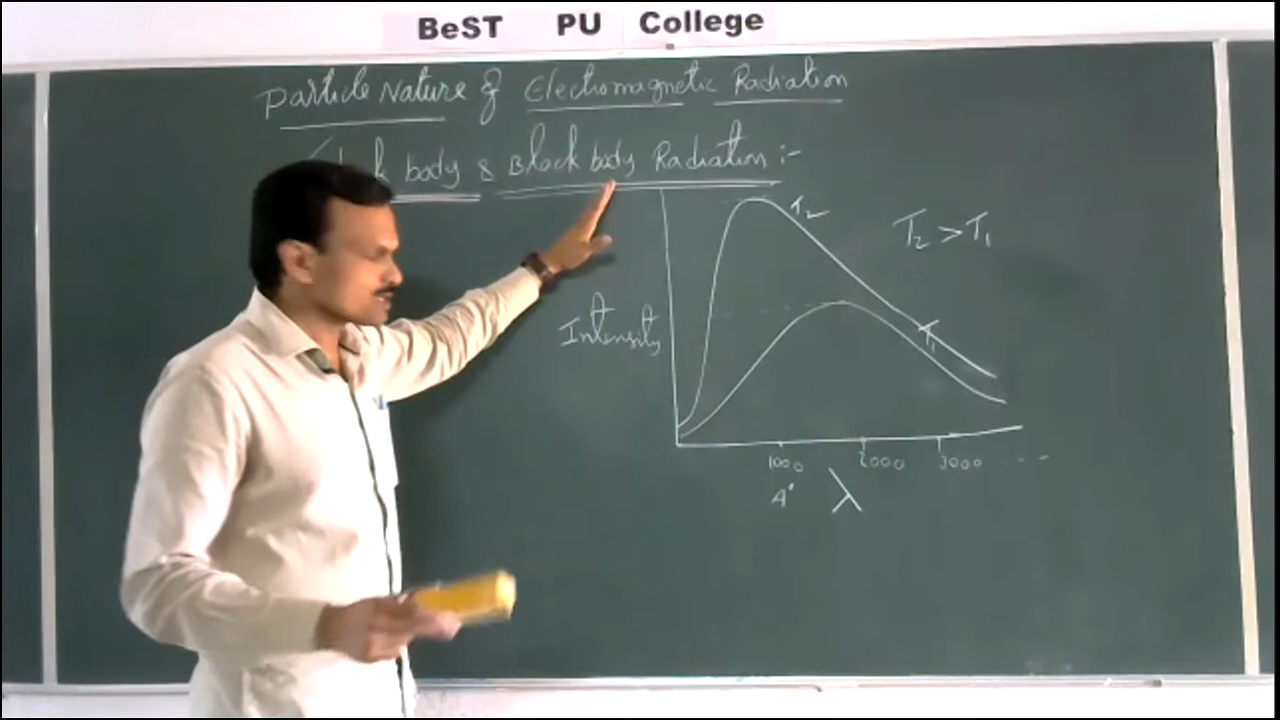 BeST PU College
Particle Nature of Electromagnetic Radiation
body & Black body Radiation :-
T₂
T₂ > T₁
Intensity
T₁
1000 2000 3000 ----
A° λ